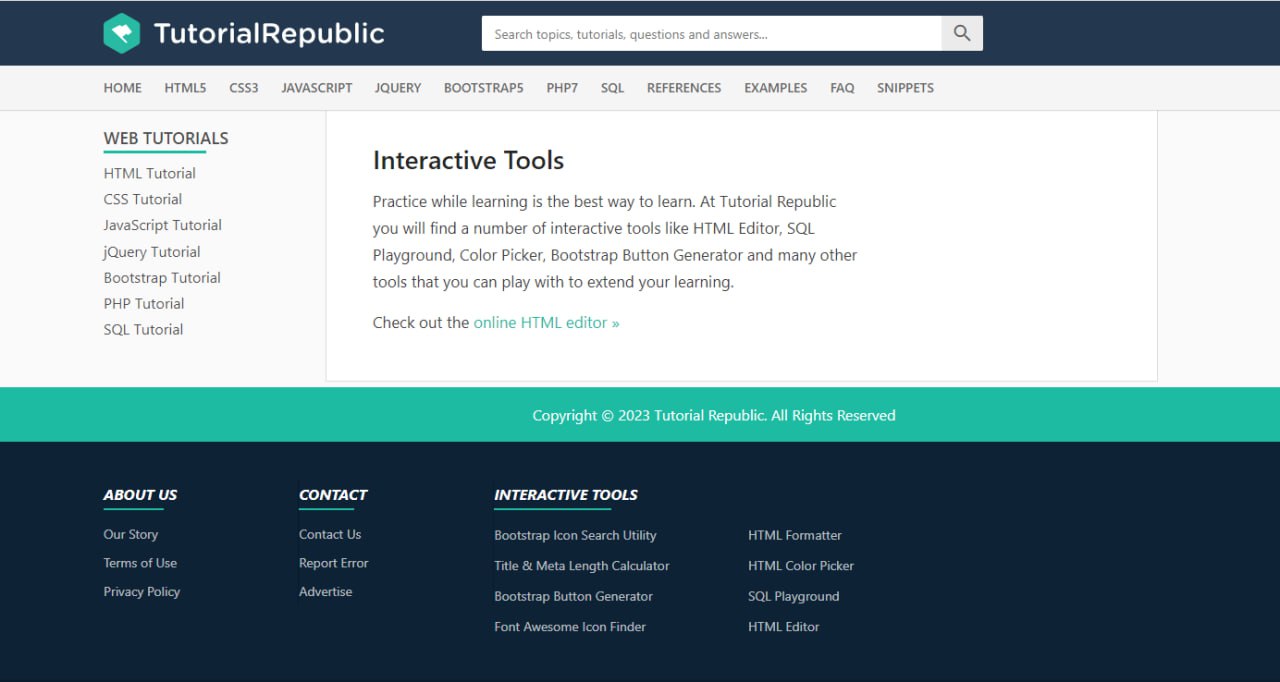 TutorialRepublic
Search topics, tutorials, questions and answers...
HOME HTML5 CSS3 JAVASCRIPT JQUERY BOOTSTRAP5 PHP7 SQL REFERENCES EXAMPLES FAQ SNIPPETS
WEB TUTORIALS
HTML Tutorial
CSS Tutorial
JavaScript Tutorial
jQuery Tutorial
Bootstrap Tutorial
PHP Tutorial
SQL Tutorial
Interactive Tools
Practice while learning is the best way to learn. At Tutorial Republic
you will find a number of interactive tools like HTML Editor, SQL
Playground, Color Picker, Bootstrap Button Generator and many other
tools that you can play with to extend your learning.
Check out the online HTML editor »
Copyright © 2023 Tutorial Republic. All Rights Reserved
ABOUT US
Our Story
Terms of Use
Privacy Policy
CONTACT
Contact Us
Report Error
Advertise
INTERACTIVE TOOLS
Bootstrap Icon Search Utility
Title & Meta Length Calculator
Bootstrap Button Generator
Font Awesome Icon Finder
HTML Formatter
HTML Color Picker
SQL Playground
HTML Editor